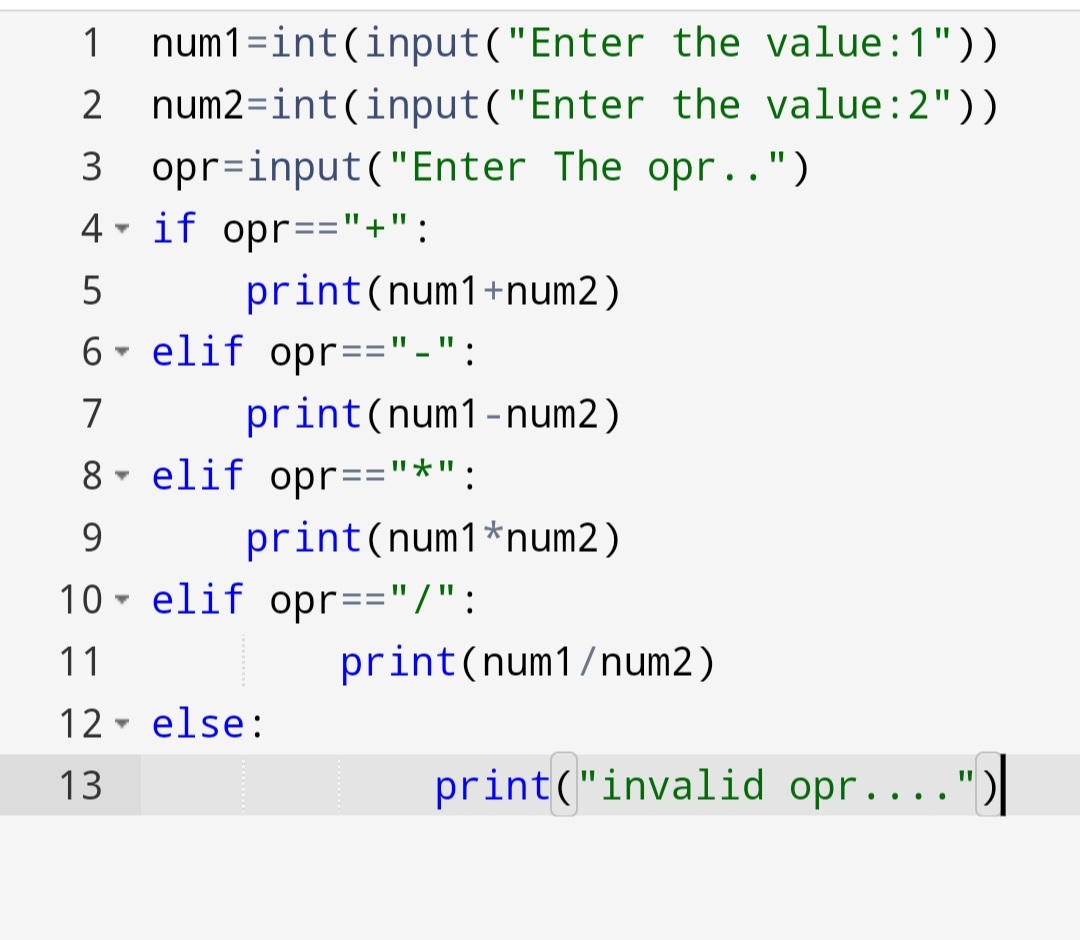 1 num1=int(input("Enter the value:1"))
2 num2=int(input("Enter the value:2"))
3 opr=input("Enter The opr..")
4 if opr=="+":
5     print(num1+num2)
6 elif opr=="-":
7     print(num1-num2)
8 elif opr=="*":
9     print(num1*num2)
10 elif opr=="/":
11         print(num1/num2)
12 else:
13             print("invalid opr....")